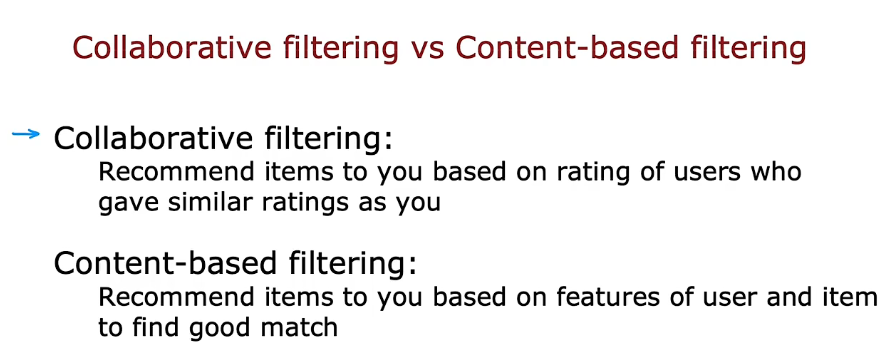 Collaborative filtering vs Content-based filtering
Collaborative filtering:
Recommend items to you based on rating of users who
gave similar ratings as you
Content-based filtering:
Recommend items to you based on features of user and item
to find good match